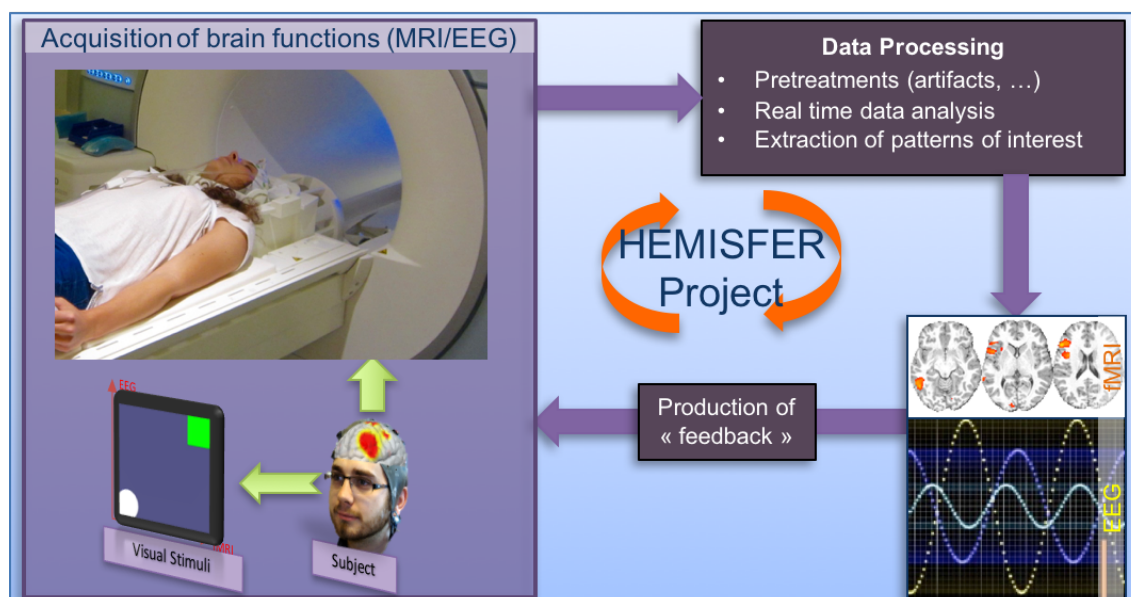 Acquisition of brain functions (MRI/EEG)
Data Processing
• Pretreatments (artifacts, …)
• Real time data analysis
• Extraction of patterns of interest
HEMISFER
Project
fMRI
EEG
Production of
« feedback »
EEG
fMRI
Visual Stimuli
Subject